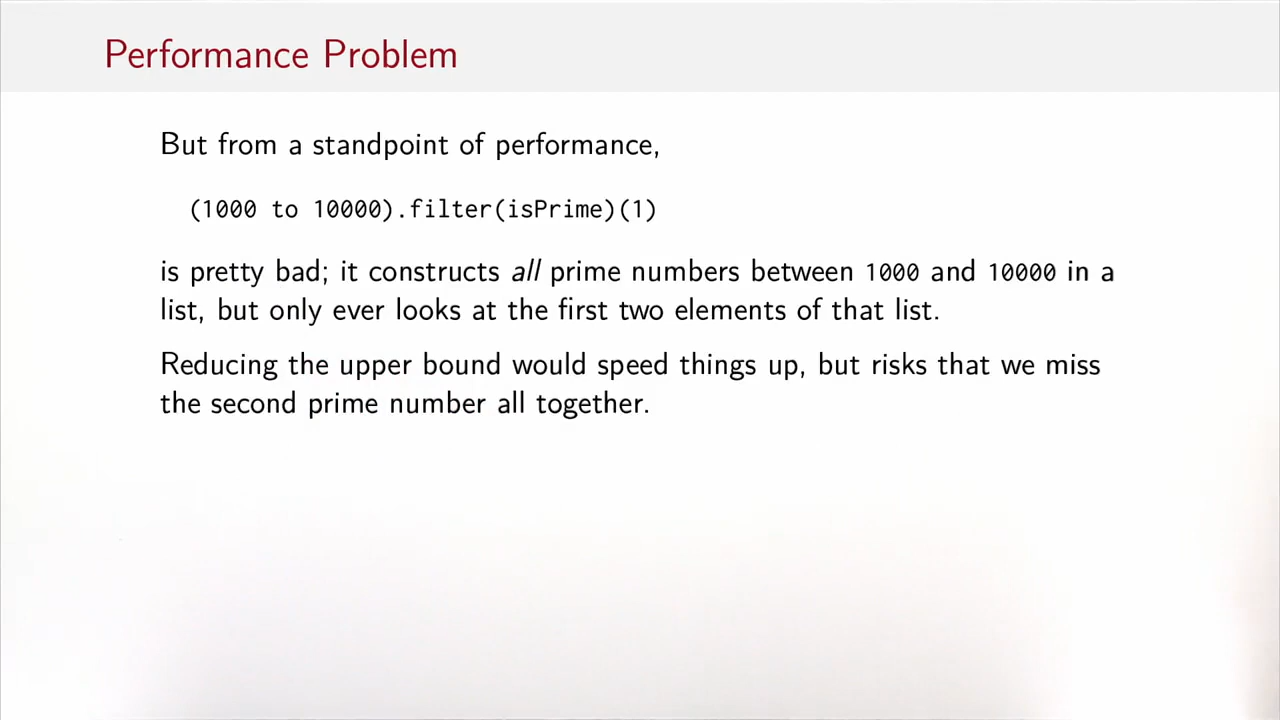 Performance Problem
But from a standpoint of performance,
(1000 to 10000).filter(isPrime)(1)
is pretty bad; it constructs all prime numbers between 1000 and 10000 in a
list, but only ever looks at the first two elements of that list.
Reducing the upper bound would speed things up, but risks that we miss
the second prime number all together.